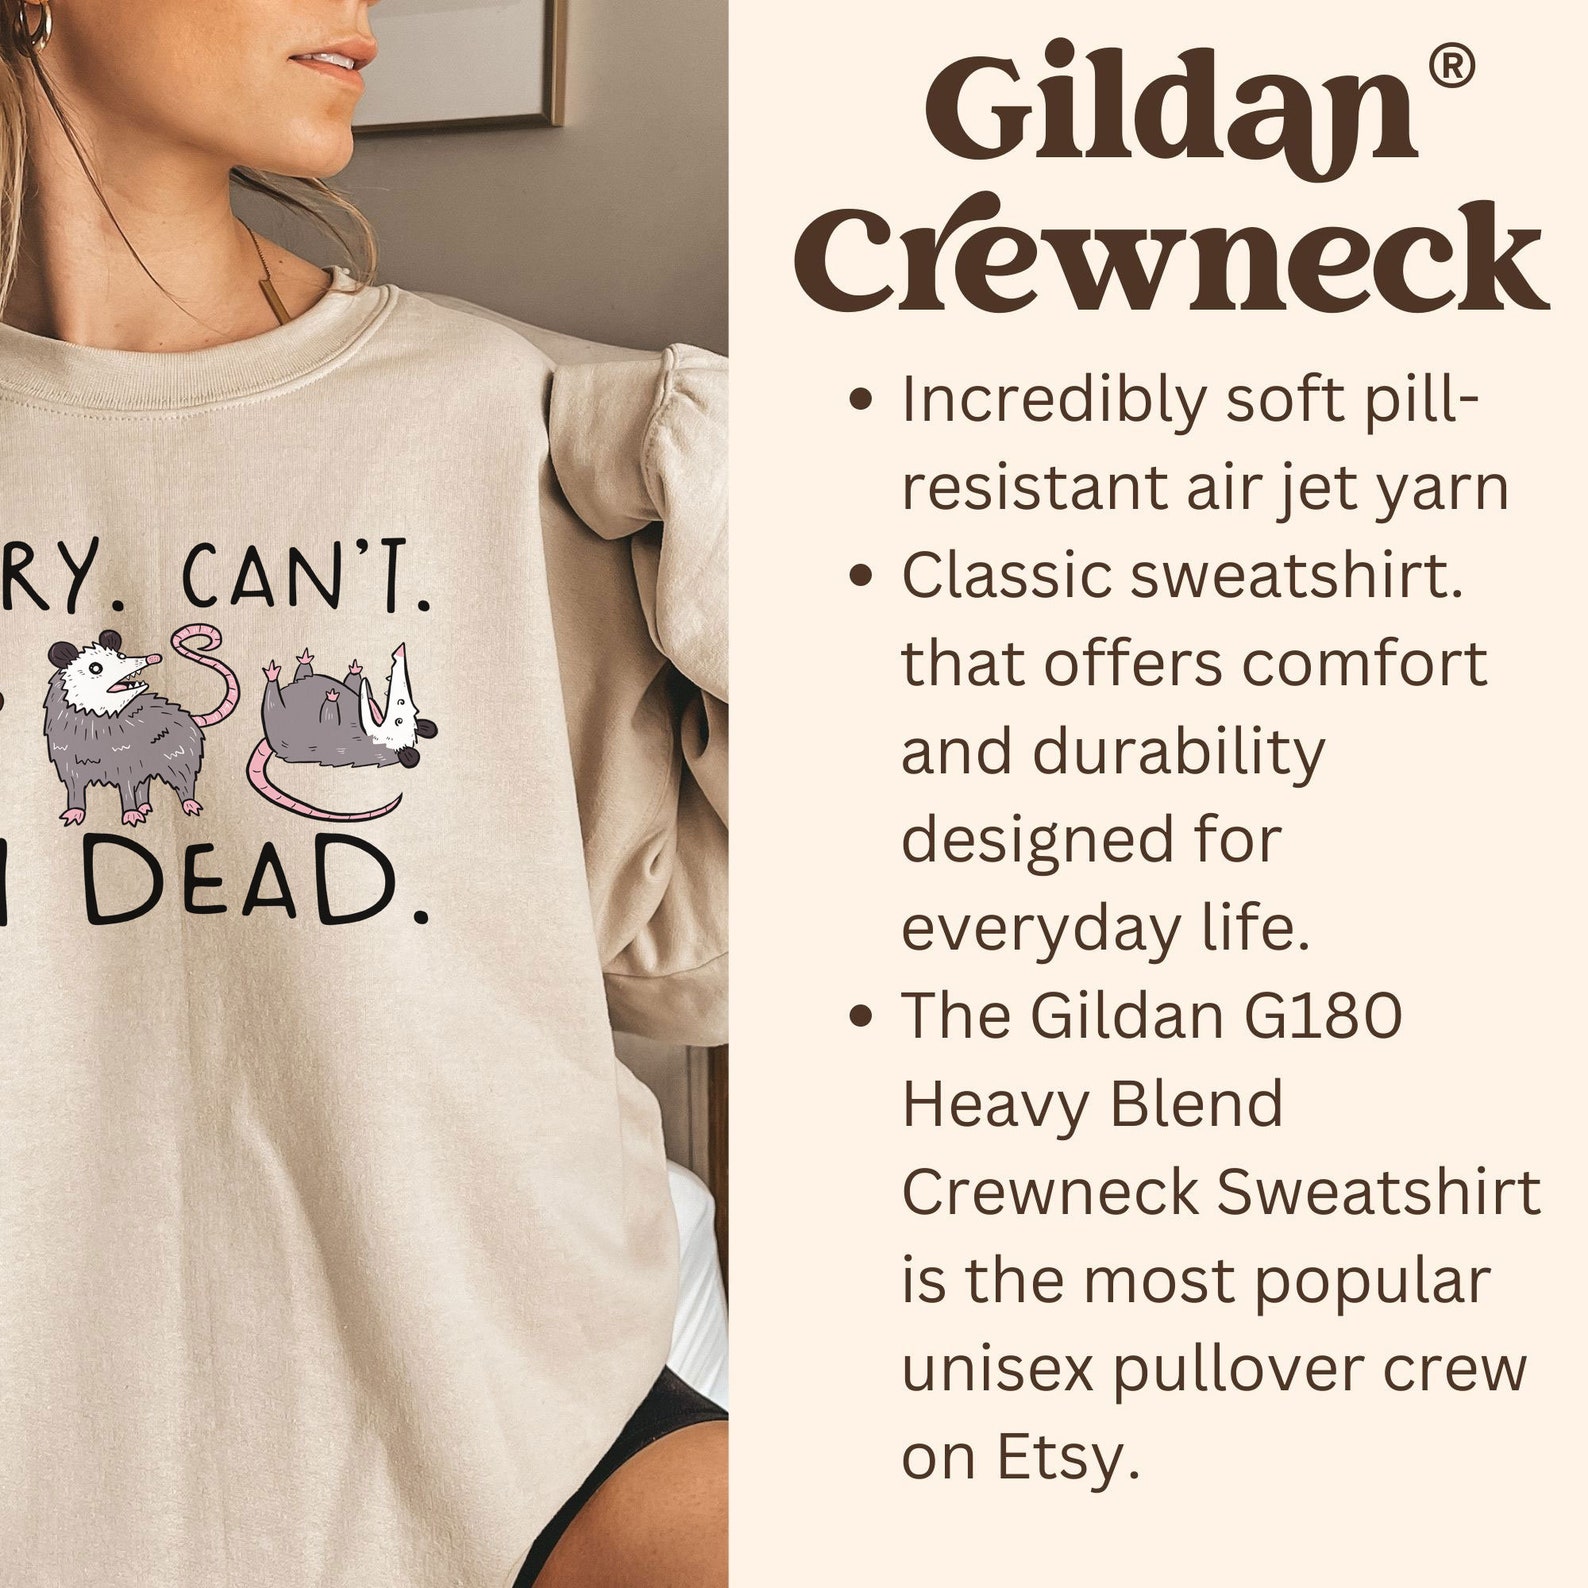 RY. CAN'T.
DEAD.
Gildan®
Crewneck
• Incredibly soft pill-
resistant air jet yarn
• Classic sweatshirt.
that offers comfort
and durability
designed for
everyday life.
• The Gildan G180
Heavy Blend
Crewneck Sweatshirt
is the most popular
unisex pullover crew
on Etsy.